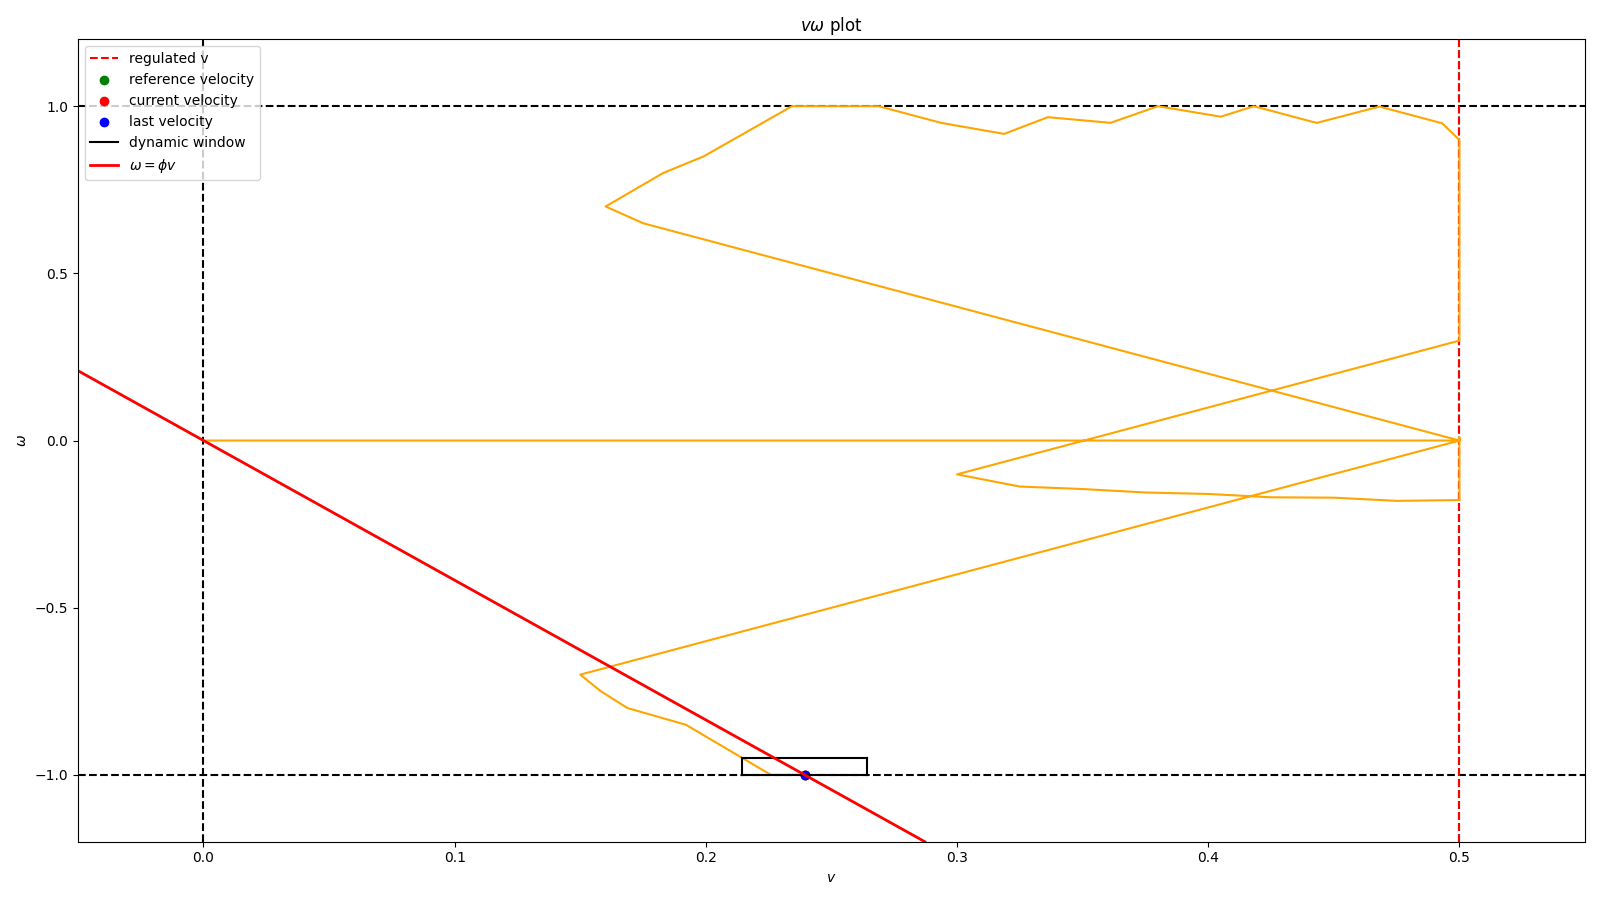 vω plot
regulated v
reference velocity
current velocity
last velocity
dynamic window
ω = ϕv
1.0
0.5
0.0
−0.5
−1.0
ω
0.0 0.1 0.2 0.3 0.4 0.5
v